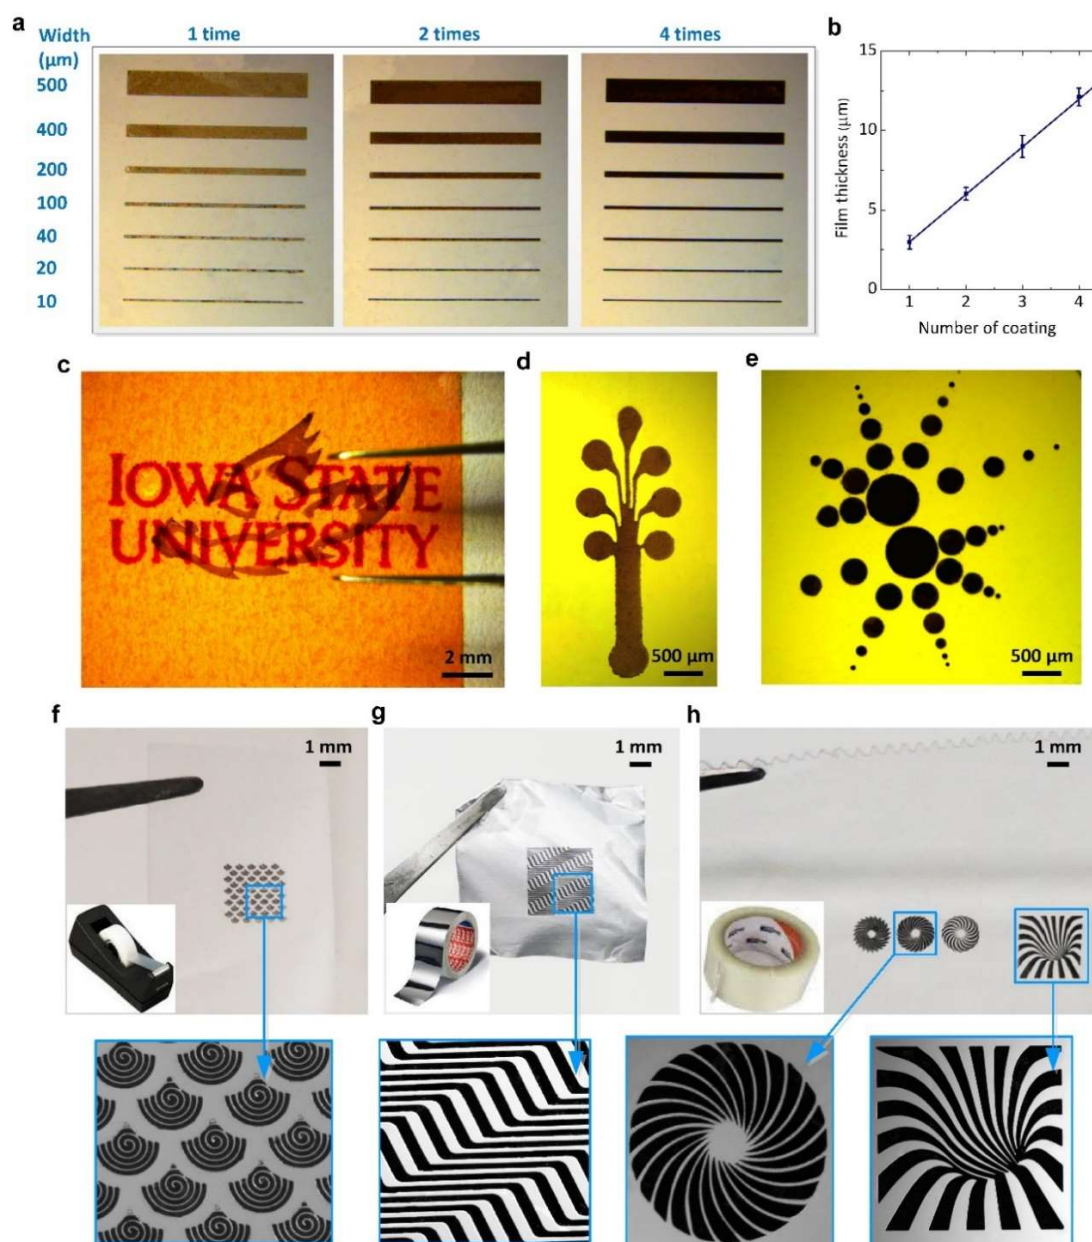 a
Width
(µm)
1 time
2 times
4 times
500
400
200
100
40
20
10
b
15
10
5
0
Film thickness (µm)
1 2 3 4
Number of coating
c
IOWA STATE
UNIVERSITY
2 mm
d
500 µm
e
500 µm
f
1 mm
g
1 mm
h
1 mm